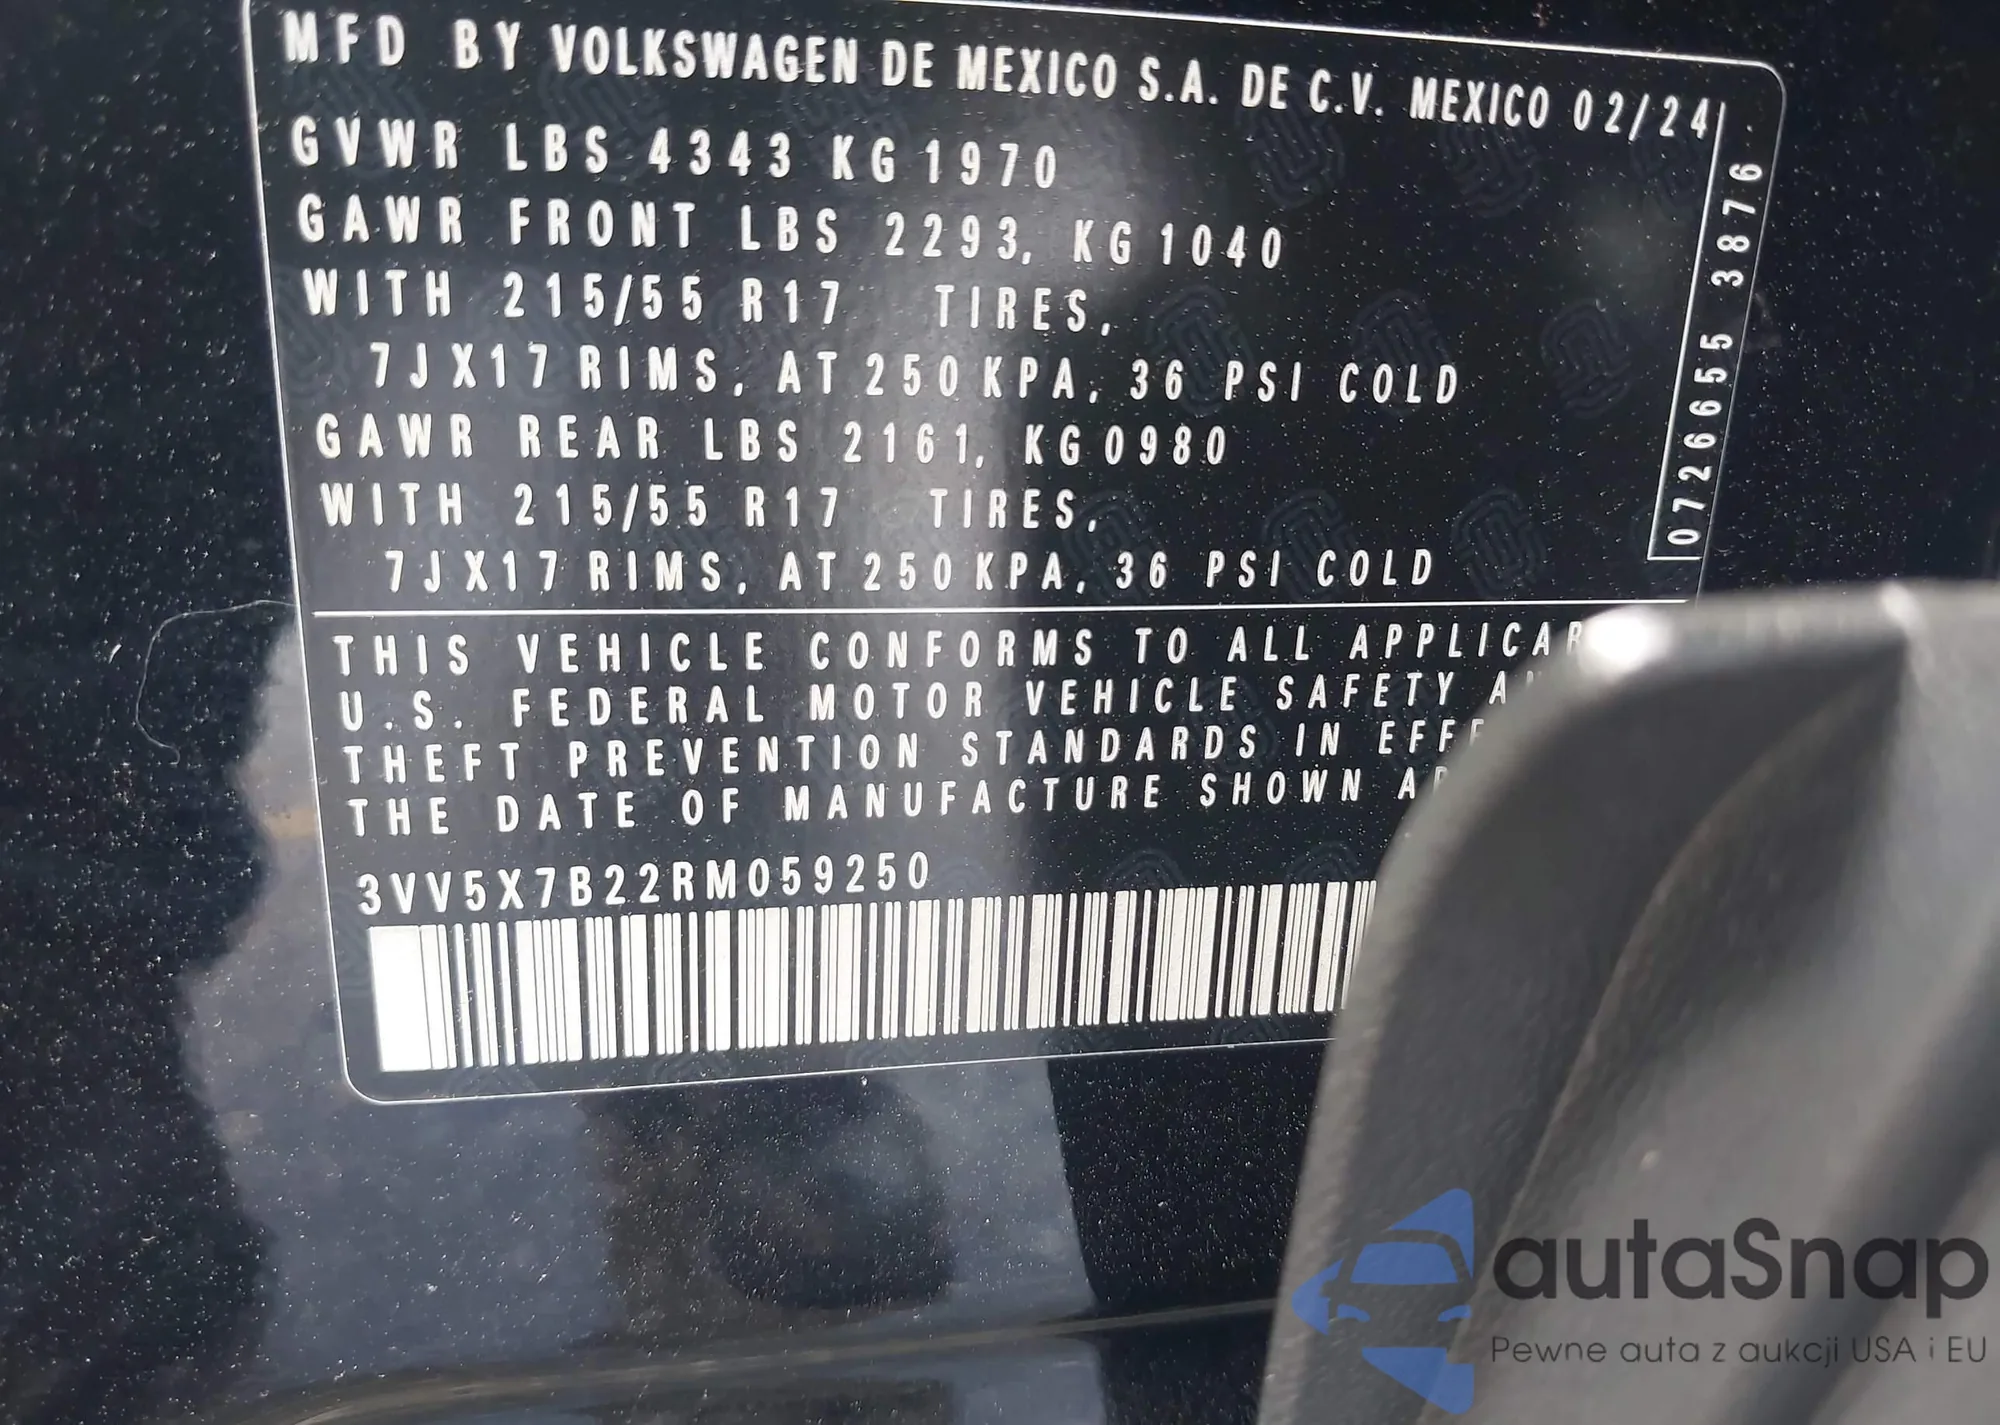 MFD BY VOLKSWAGEN DE MEXICO S.A. DE C.V. MEXICO 02/24
GVWR LBS 4343 KG 1970
GAWR FRONT LBS 2293, KG 1040
WITH 215/55 R17 TIRES,
7JX17 RIMS, AT 250 KPA, 36 PSI COLD
GAWR REAR LBS 2161, KG 0980
WITH 215/55 R17 TIRES,
7JX17 RIMS, AT 250 KPA, 36 PSI COLD
0726655 3876
THIS VEHICLE CONFORMS TO ALL
U.S. FEDERAL MOTOR VEHICLE SAFETY
THEFT PREVENTION STANDARDS IN
THE DATE OF MANUFACTURE SHOWN
3VV5X7B22RM059250
autaSnap
Pewne auta z aukcji USA i EU